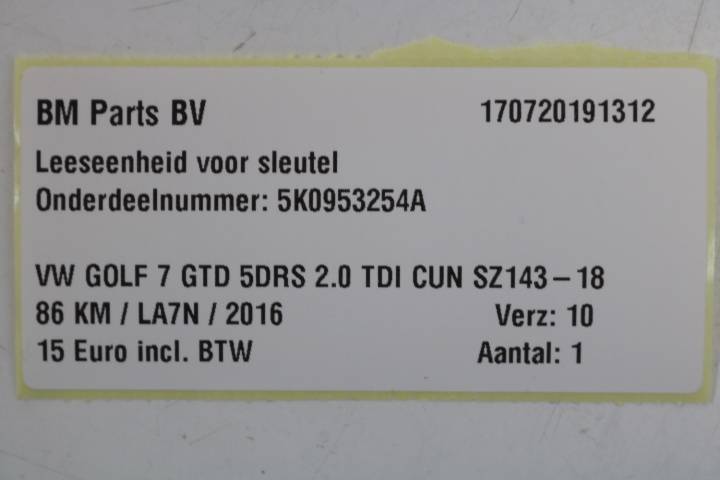 BM Parts BV 170720191312
Leeseenheid voor sleutel
Onderdeelnummer: 5K0953254A
VW GOLF 7 GTD 5DRS 2.0 TDI CUN SZ143-18
86 KM / LA7N / 2016 Verz: 10
15 Euro incl. BTW Aantal: 1